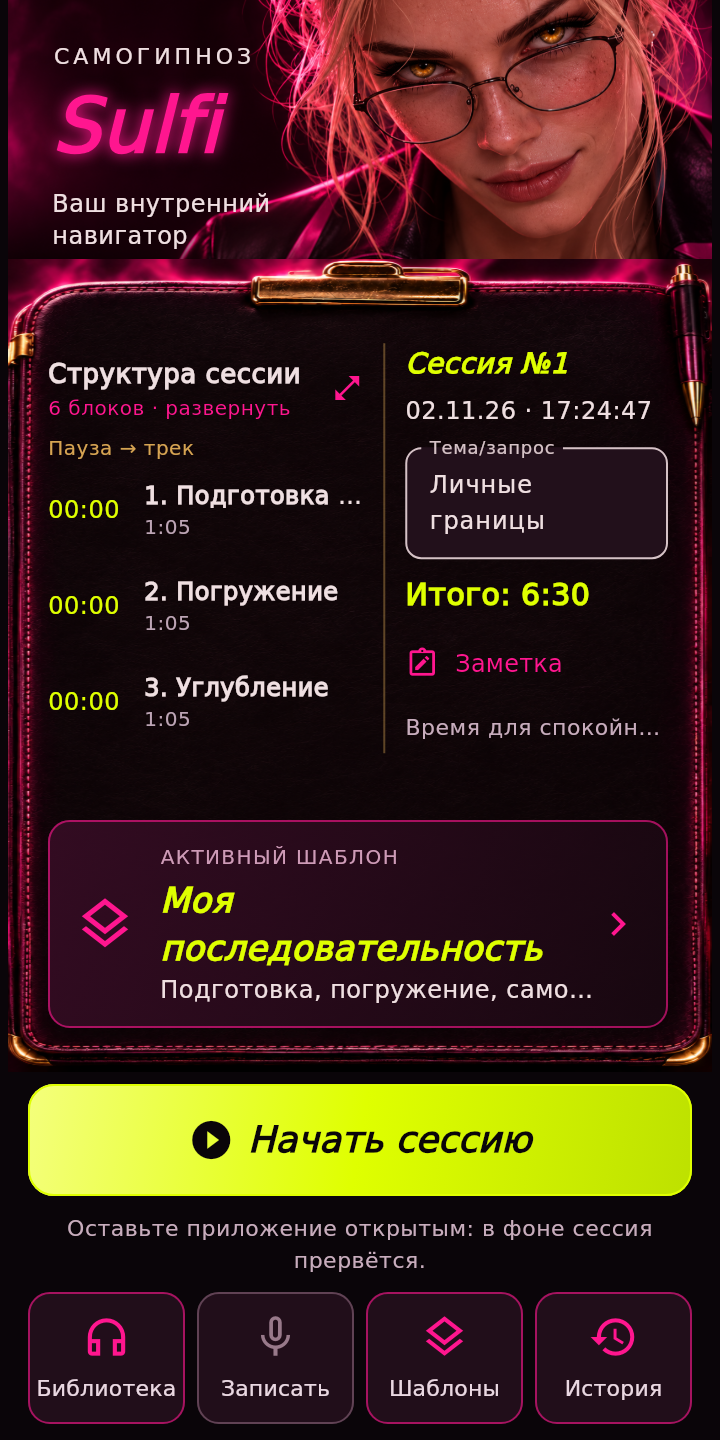 САМОГИПНОЗ
Sulfi
Ваш внутренний
навигатор
Структура сессии
6 блоков · развернуть
Пауза → трек
00:00
1. Подготовка ...
1:05
00:00
2. Погружение
1:05
00:00
3. Углубление
1:05
Сессия №1
02.11.26 · 17:24:47
Тема/запрос
Личные
границы
Итого: 6:30
Заметка
Время для спокойн...
АКТИВНЫЙ ШАБЛОН
Моя
последовательность
Подготовка, погружение, само...
Начать сессию
Оставьте приложение открытым: в фоне сессия
прервётся.
Библиотека
Записать
Шаблоны
История